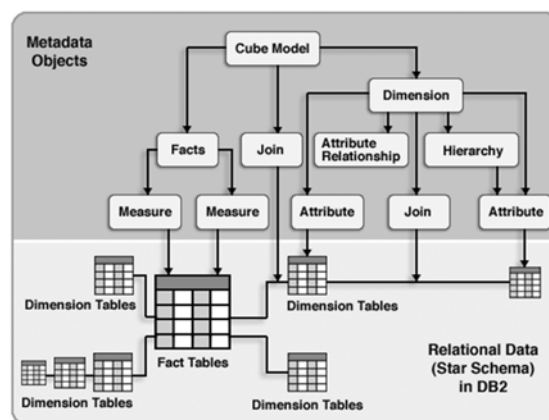 Metadata
Objects
Cube Model
Dimension
Facts
Join
Attribute
Relationship
Hierarchy
Measure
Measure
Attribute
Join
Attribute
Dimension Tables
Dimension Tables
Fact Tables
Relational Data
(Star Schema)
in DB2
Dimension Tables
Dimension Tables